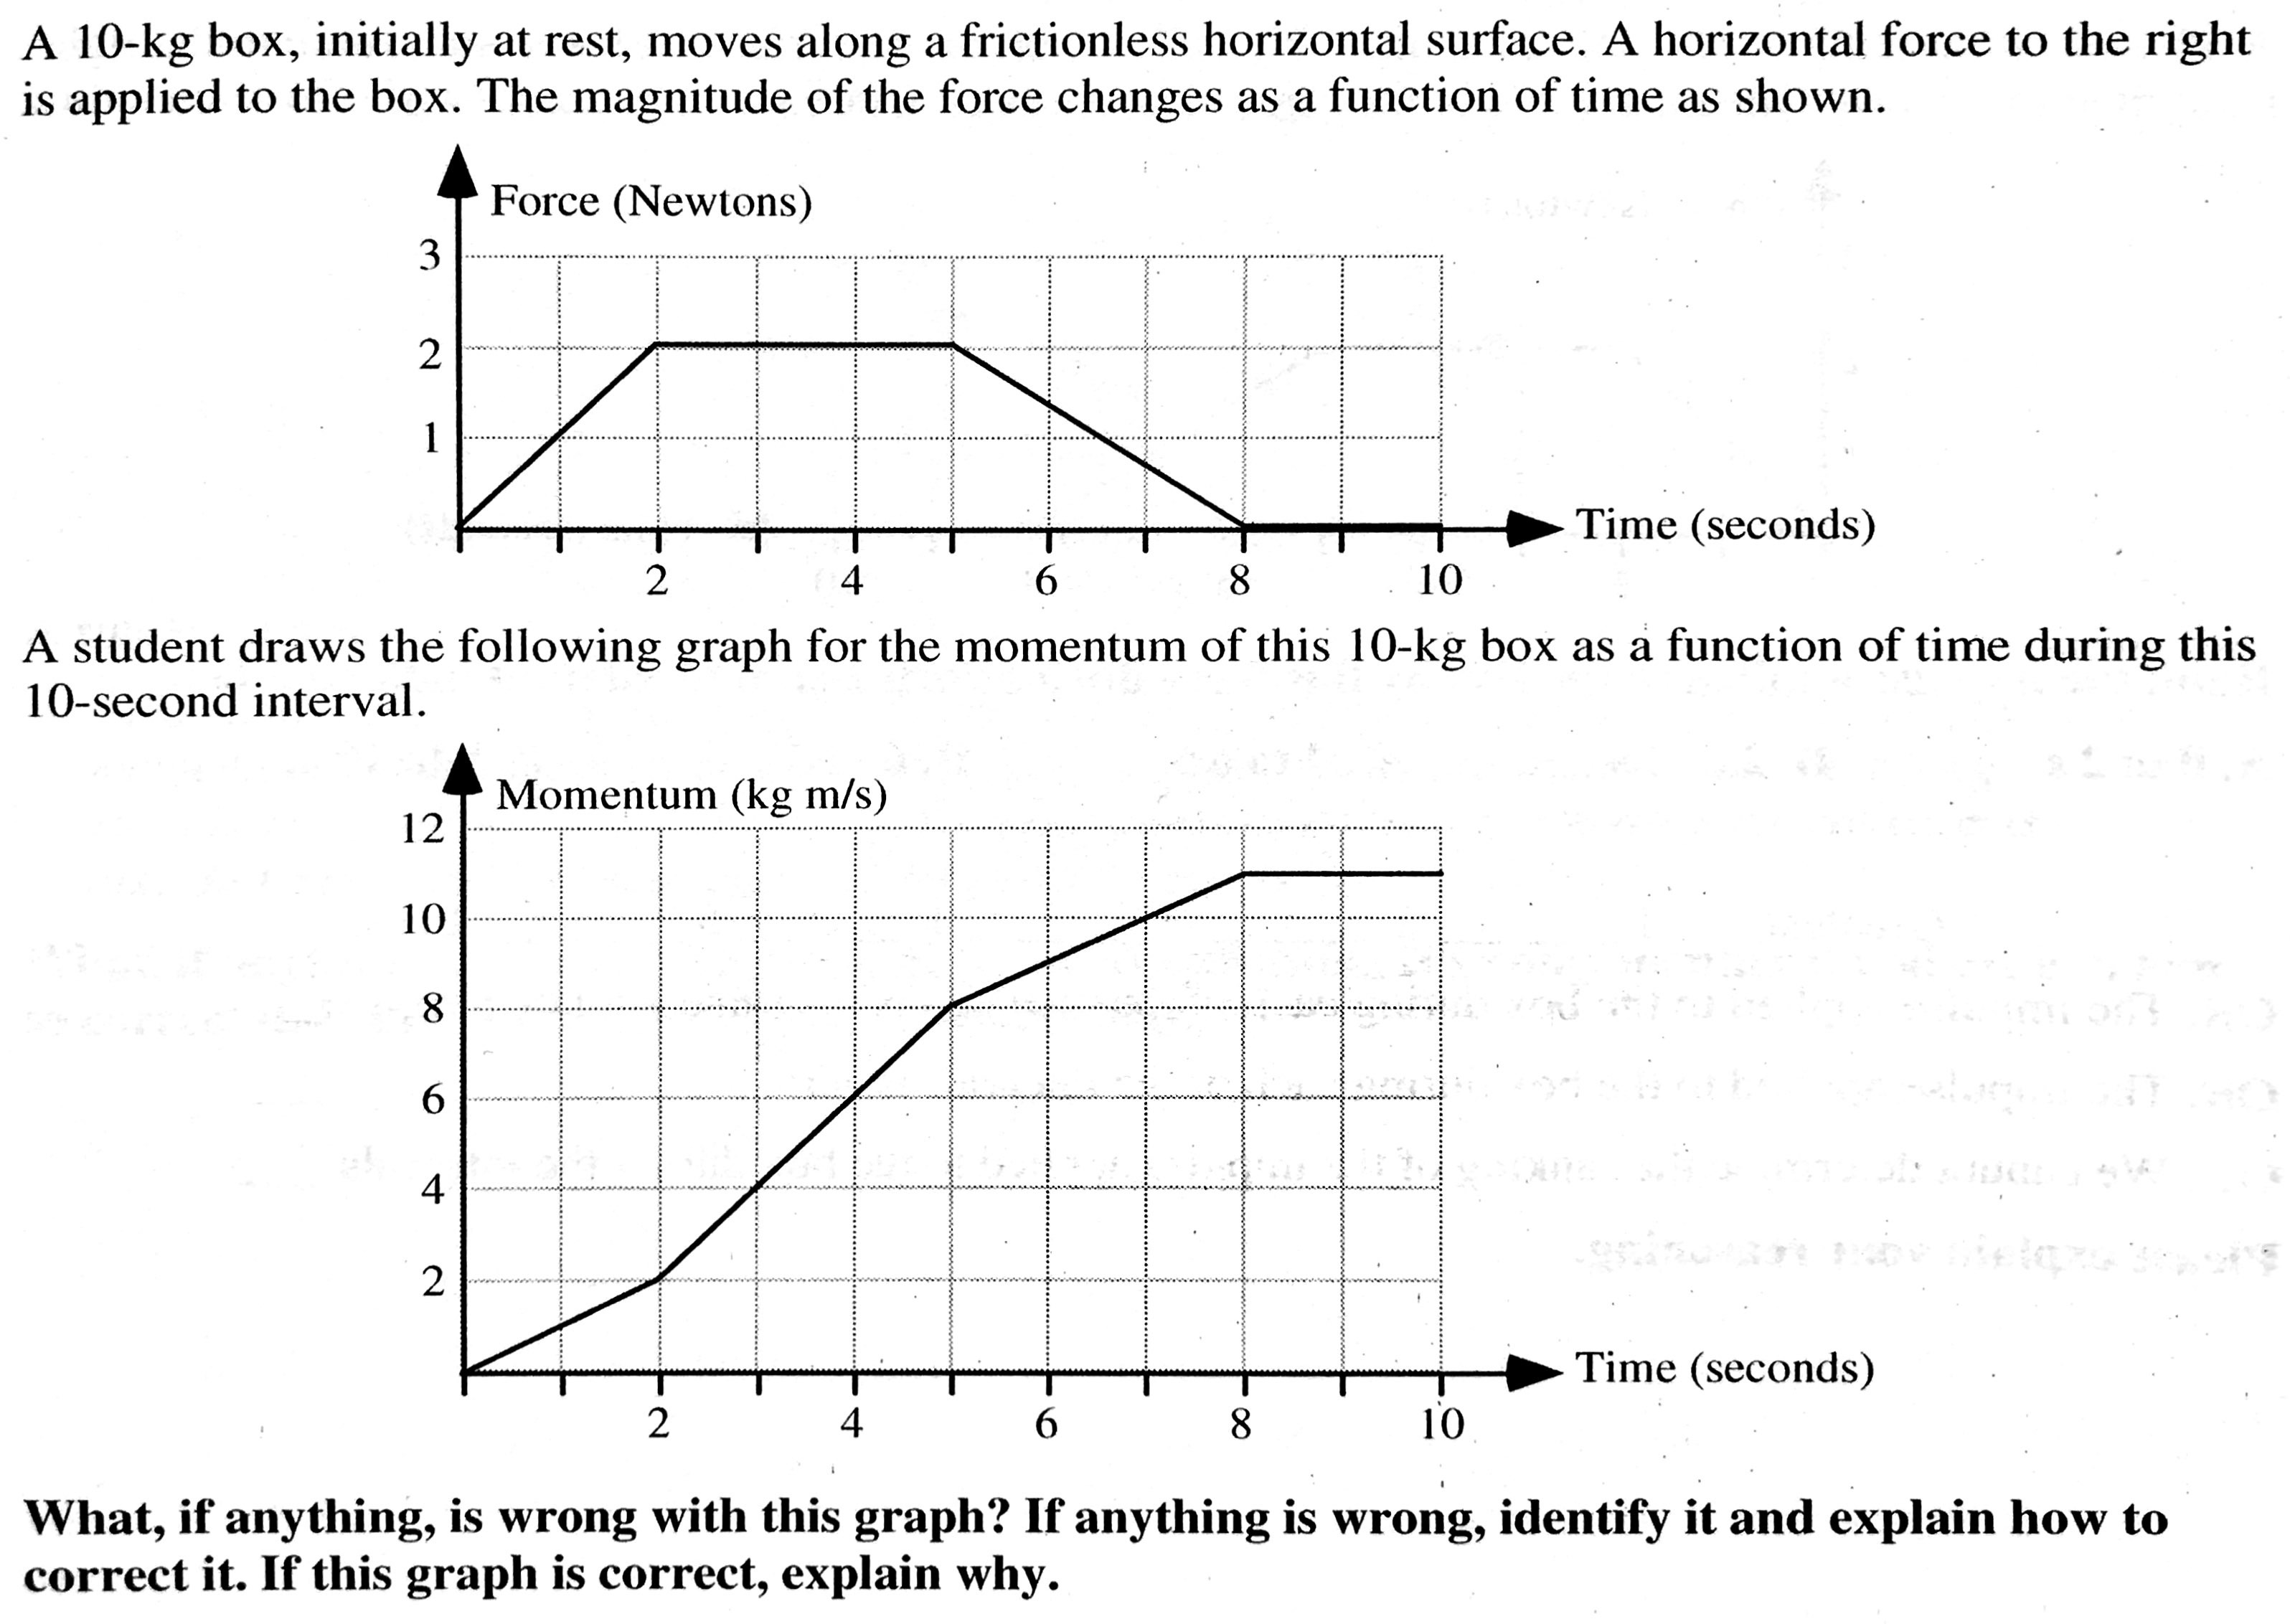 A 10-kg box, initially at rest, moves along a frictionless horizontal surface. A horizontal force to the right
is applied to the box. The magnitude of the force changes as a function of time as shown.
Force (Newtons)
3
2
1
Time (seconds)
2 4 6 8 10
A student draws the following graph for the momentum of this 10-kg box as a function of time during this
10-second interval.
Momentum (kg m/s)
12
10
8
6
4
2
Time (seconds)
2 4 6 8 10
What, if anything, is wrong with this graph? If anything is wrong, identify it and explain how to
correct it. If this graph is correct, explain why.